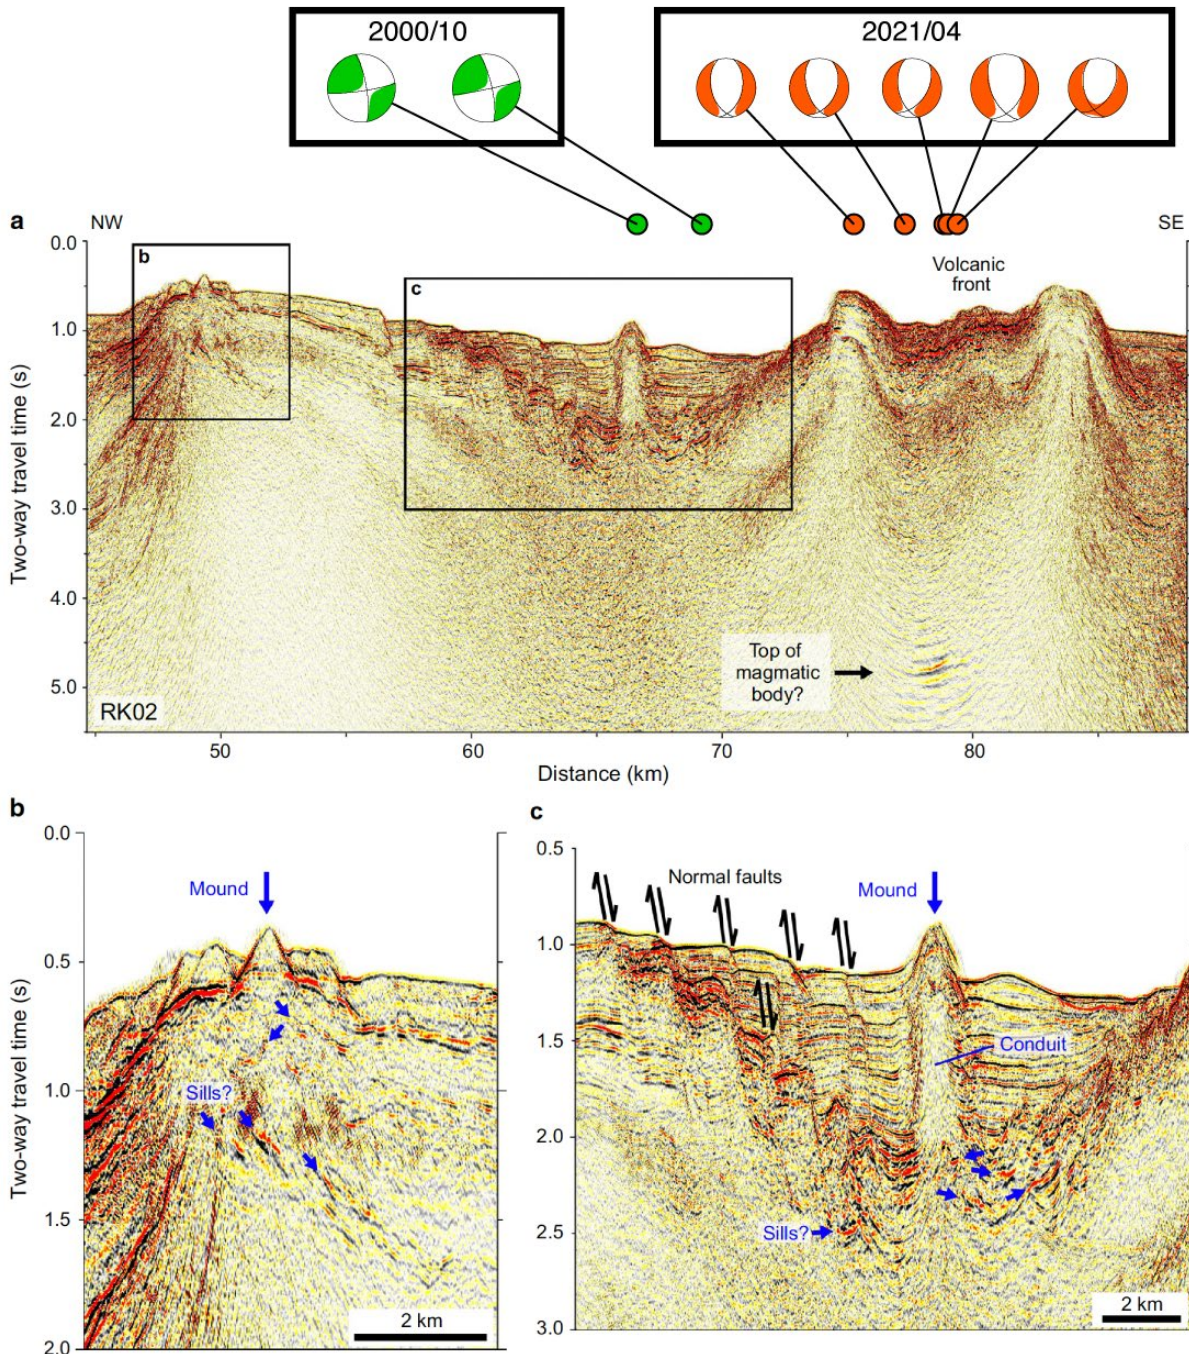 2000/10
2021/04
a
NW
SE
0.0
b
c
Volcanic
front
1.0
2.0
3.0
4.0
5.0
Two-way travel time (s)
Top of
magmatic
body?
RK02
50
60
70
80
Distance (km)
b
0.0
Mound
0.5
Sills?
1.0
1.5
2.0
Two-way travel time (s)
2 km
c
0.5
Normal faults
Mound
1.0
Conduit
1.5
2.0
Sills?
2.5
3.0
2 km